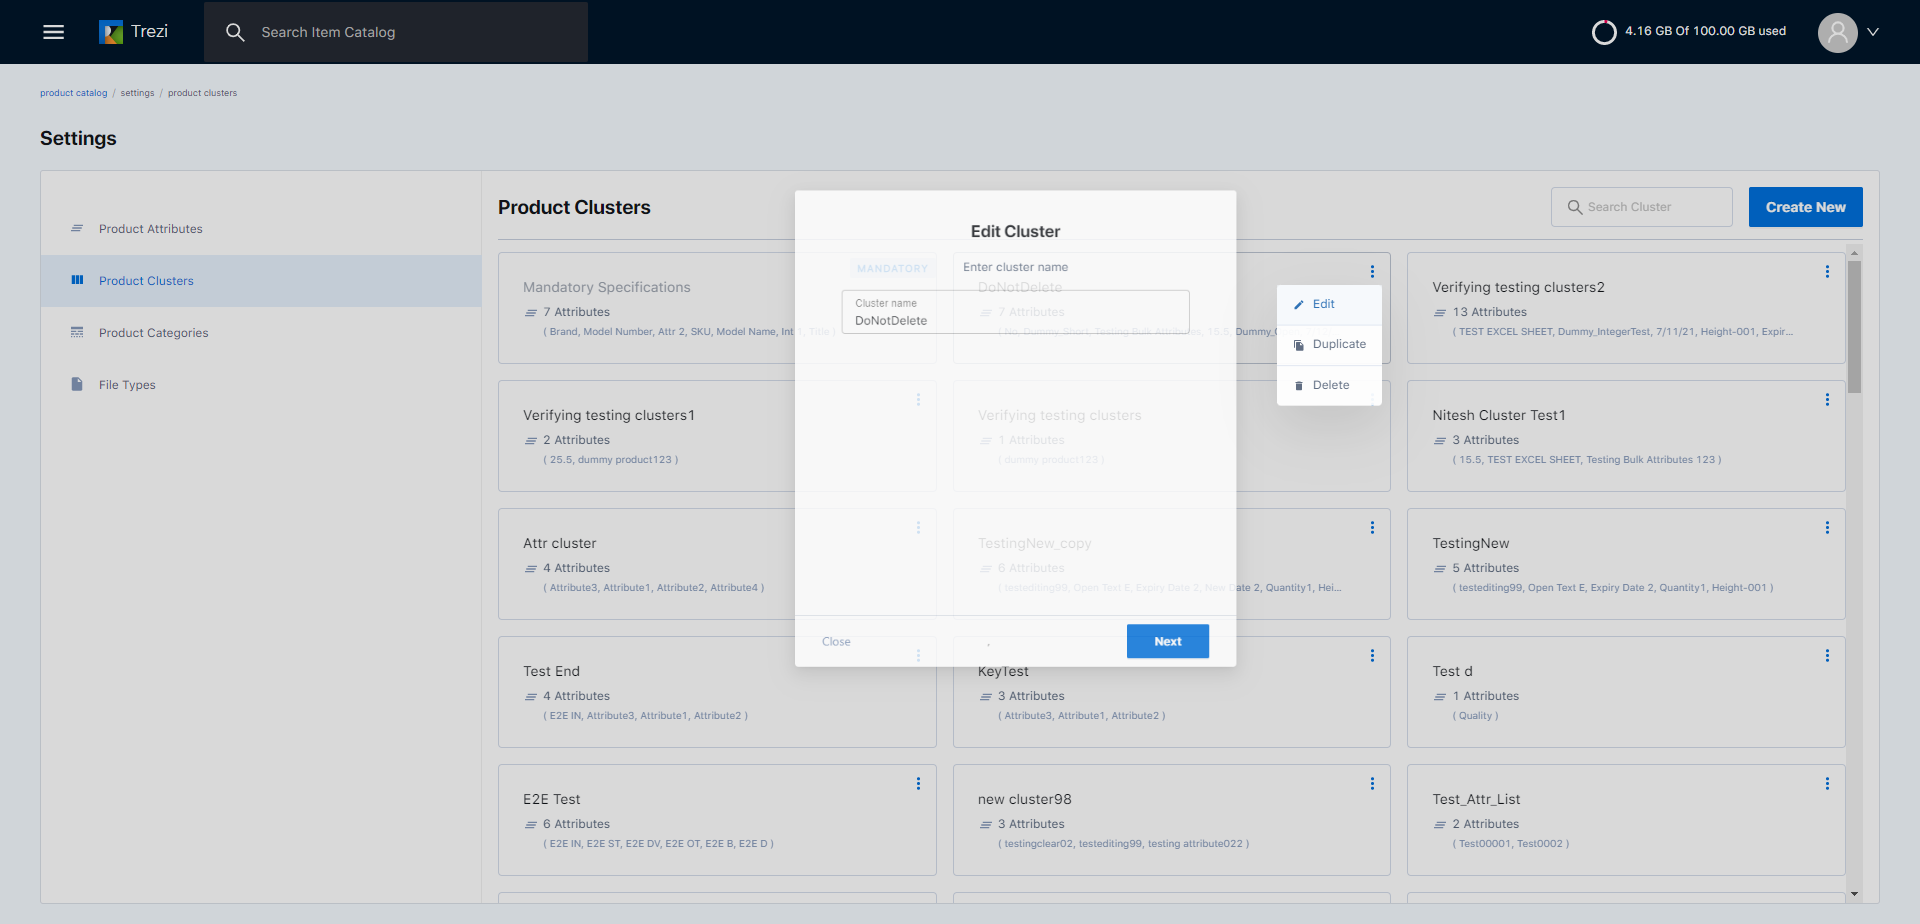 Trezi
Search Item Catalog
4.16 GB Of 100.00 GB used
product catalog / settings / product clusters
Settings
Product Attributes
Product Clusters
Product Categories
File Types
Product Clusters
Search Cluster
Create New
Mandatory Specifications
MANDATORY
7 Attributes
( Brand, Model Number, Attr 2, SKU, Model Name, Int 1, Title )
DoNotDelete
7 Attributes
( No, Dummy_Short, Testing Bulk Attributes, 15.5, Dummy_
Verifying testing clusters2
13 Attributes
( TEST EXCEL SHEET, Dummy_IntegerTest, 7/11/21, Height-001, Expir...
Edit
Duplicate
Delete
Edit Cluster
Enter cluster name
Cluster name
DoNotDelete
Close
Next
Verifying testing clusters1
2 Attributes
( 25.5, dummy product123 )
Verifying testing clusters
1 Attributes
( dummy product123 )
Nitesh Cluster Test1
3 Attributes
( 15.5, TEST EXCEL SHEET, Testing Bulk Attributes 123 )
Attr cluster
4 Attributes
( Attribute3, Attribute1, Attribute2, Attribute4 )
TestingNew_copy
6 Attributes
( testediting99, Open Text E, Expiry Date 2, New Date 2, Quantity1, Hei...
TestingNew
5 Attributes
( testediting99, Open Text E, Expiry Date 2, Quantity1, Height-001 )
Test End
4 Attributes
( E2E IN, Attribute3, Attribute1, Attribute2 )
KeyTest
3 Attributes
( Attribute3, Attribute1, Attribute2 )
Test d
1 Attributes
( Quality )
E2E Test
6 Attributes
( E2E IN, E2E ST, E2E DV, E2E OT, E2E B, E2E D )
new cluster98
3 Attributes
( testingclear02, testediting99, testing attribute022 )
Test_Attr_List
2 Attributes
( Test00001, Test0002 )